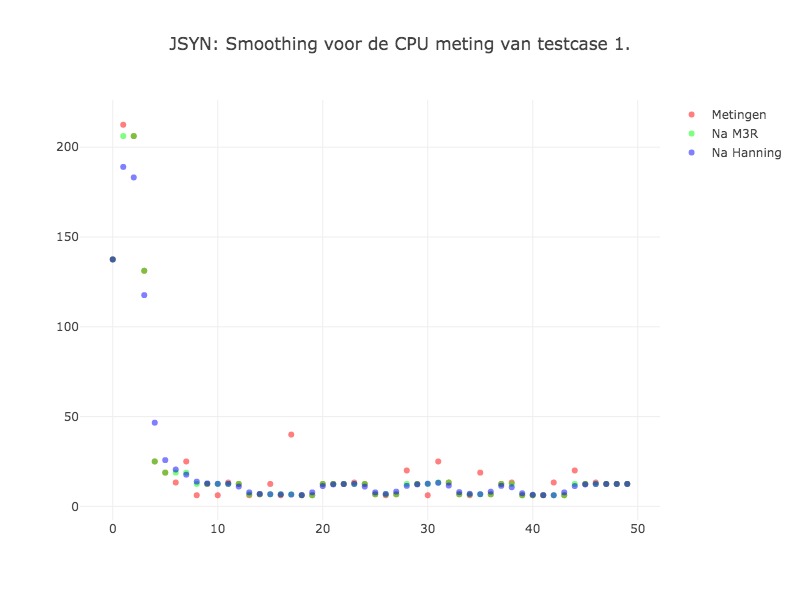 JSYN: Smoothing voor de CPU meting van testcase 1.
Metingen
Na M3R
Na Hanning
200
150
100
50
0
0 10 20 30 40 50